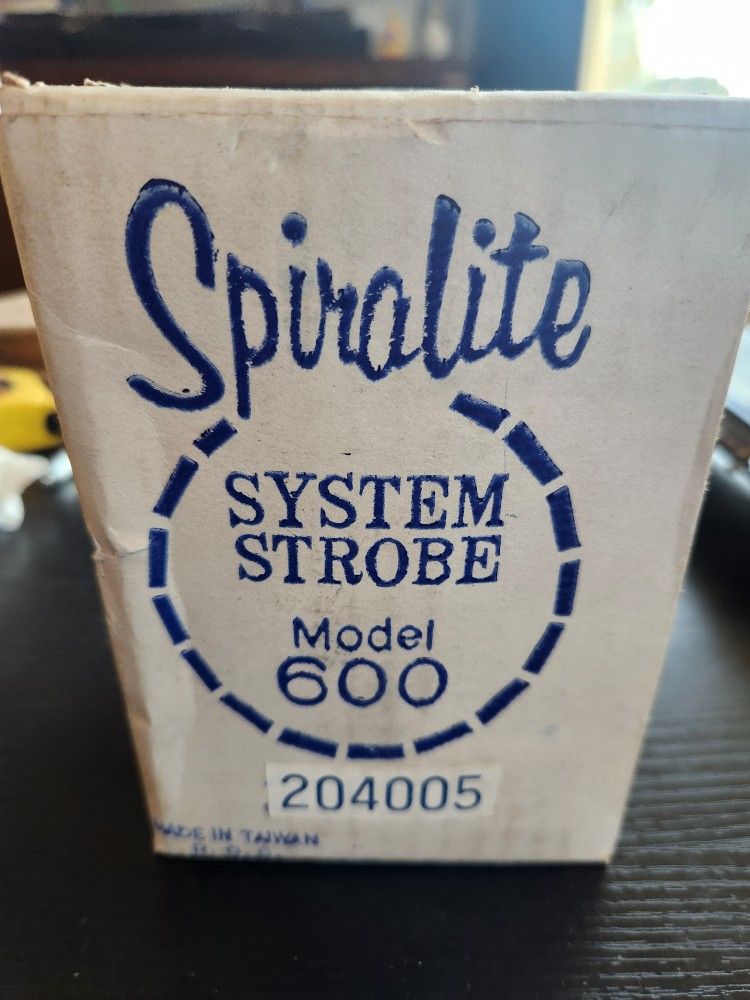 Spiralite
SYSTEM
STROBE
Model
600
204005
MADE IN TAIWAN